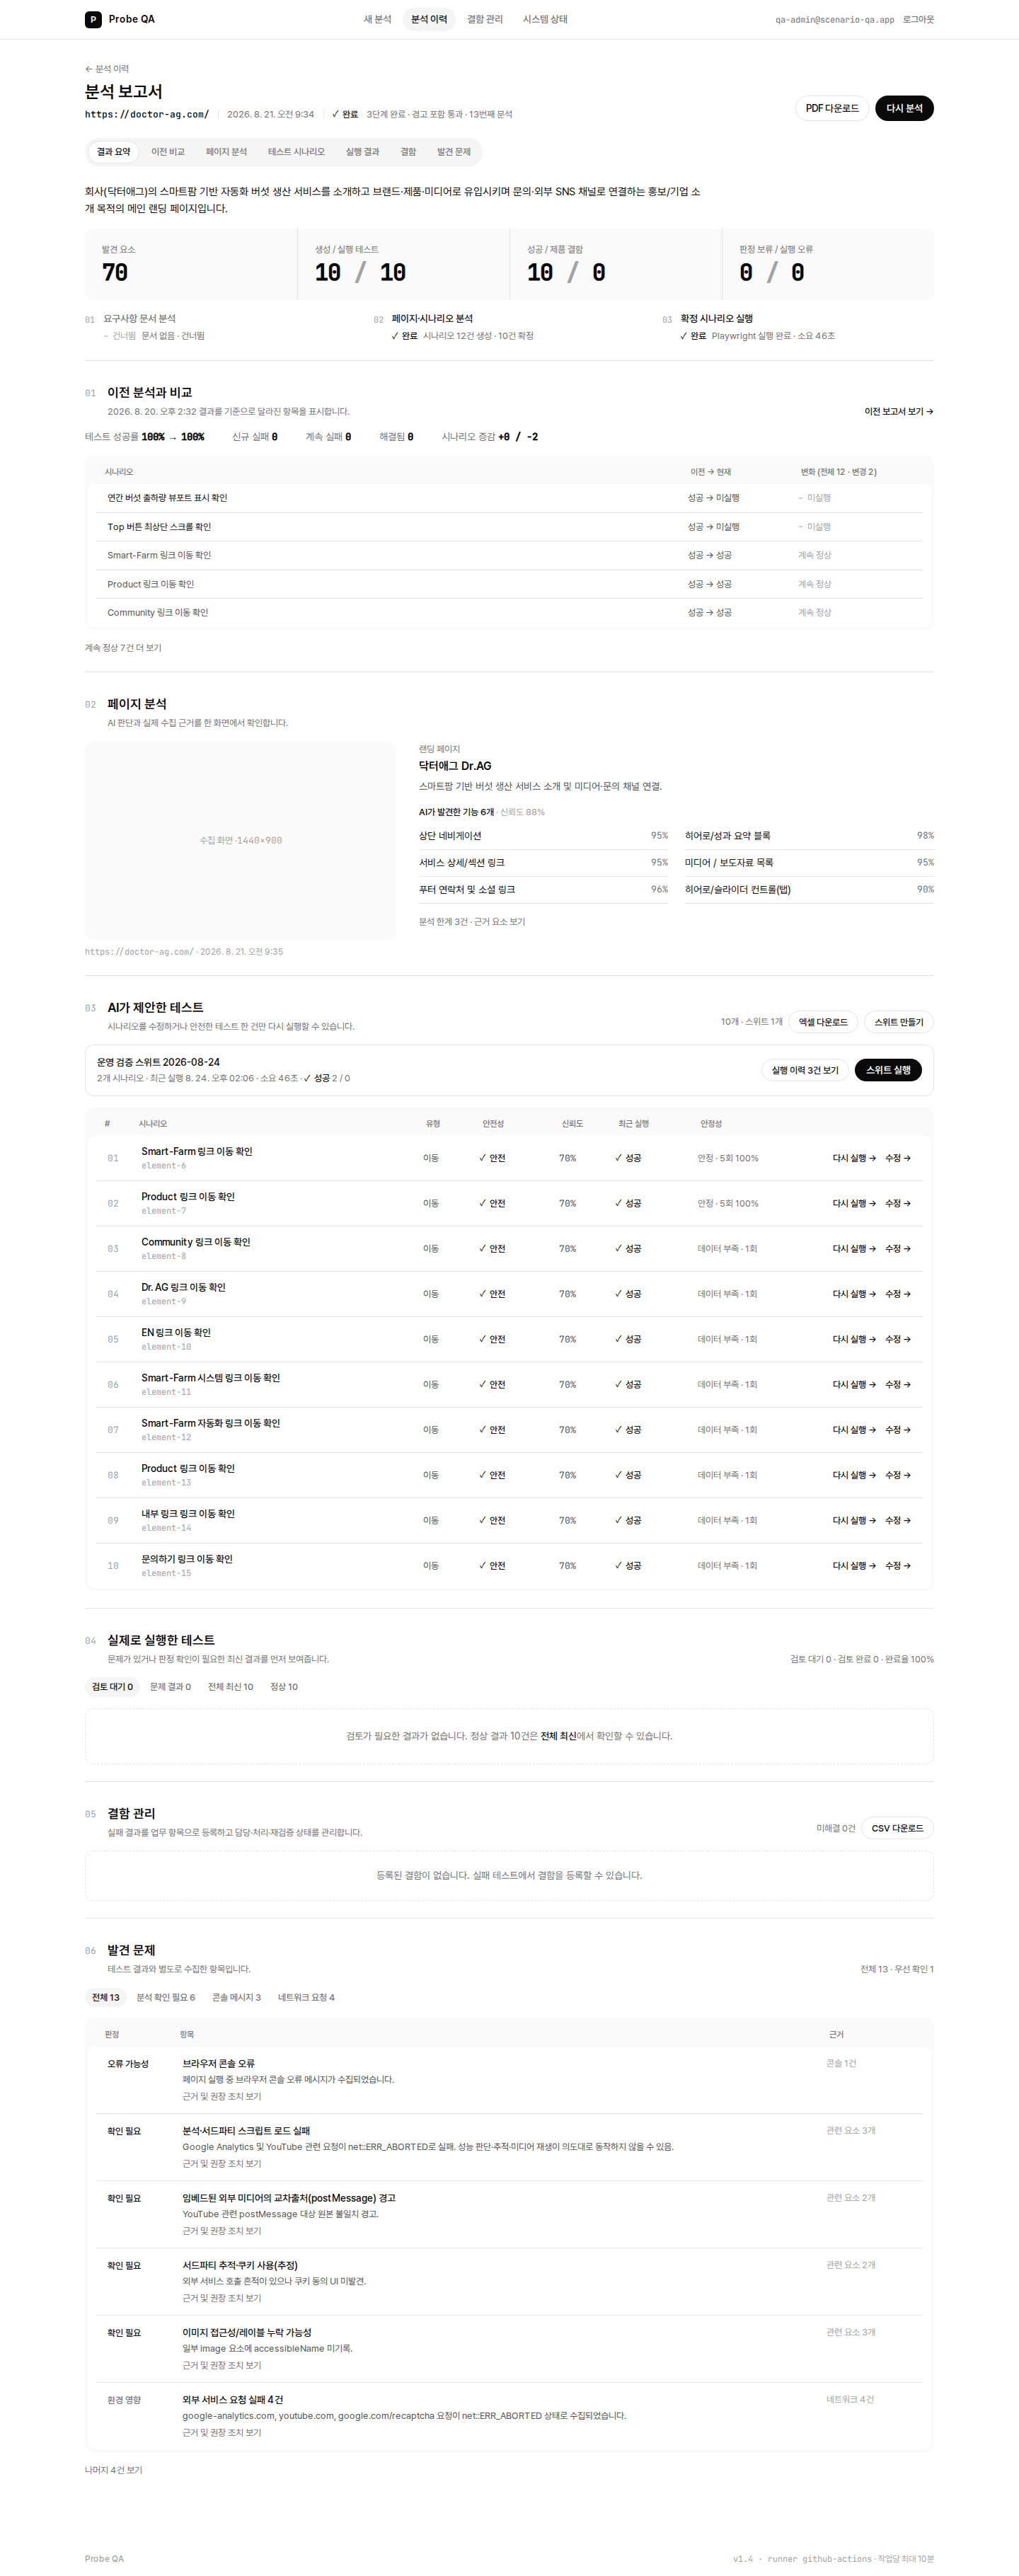 P Probe QA 새 분석 분석 이력 결함 관리 시스템 상태 qa-admin@scenario-qa.app 로그아웃
← 분석 이력
분석 보고서
https://doctor-ag.com/ 2026. 8. 21. 오전 9:34 ✓ 완료 3단계 완료 · 경고 포함 통과 · 13번째 분석 PDF 다운로드 다시 분석
결과 요약 이전 비교 페이지 분석 테스트 시나리오 실행 결과 결함 발견 문제
회사(닥터애그)의 스마트팜 기반 자동화 버섯 생산 서비스를 소개하고 브랜드·제품·미디어로 유입시키며 문의·외부 SNS 채널로 연결하는 홍보/기업 소
개 목적의 메인 랜딩 페이지입니다.
발견 요소 생성 / 실행 테스트 성공 / 제품 결함 판정 보류 / 실행 오류
70 10 / 10 10 / 0 0 / 0
01 요구사항 문서 분석 02 페이지·시나리오 분석 03 확정 시나리오 실행
– 건너뜀 문서 없음 · 건너뜀 ✓ 완료 시나리오 12건 생성 · 10건 확정 ✓ 완료 Playwright 실행 완료 · 소요 46초
01 이전 분석과 비교
2026. 8. 20. 오후 2:32 결과를 기준으로 달라진 항목을 표시합니다. 이전 보고서 보기 →
테스트 성공률 100% → 100% 신규 실패 0 계속 실패 0 해결됨 0 시나리오 증감 +0 / -2
시나리오 이전 → 현재 변화 (전체 12 · 변경 2)
연간 버섯 출하량 뷰포트 표시 확인 성공 → 미실행 – 미실행
Top 버튼 최상단 스크롤 확인 성공 → 미실행 – 미실행
Smart-Farm 링크 이동 확인 성공 → 성공 계속 정상
Product 링크 이동 확인 성공 → 성공 계속 정상
Community 링크 이동 확인 성공 → 성공 계속 정상
계속 정상 7건 더 보기
02 페이지 분석
AI 판단과 실제 수집 근거를 한 화면에서 확인합니다.
수집 화면 · 1440×900
https://doctor-ag.com/ · 2026. 8. 21. 오전 9:35
랜딩 페이지
닥터애그 Dr.AG
스마트팜 기반 버섯 생산 서비스 소개 및 미디어·문의 채널 연결.
AI가 발견한 기능 6개 · 신뢰도 88%
상단 네비게이션 95% 히어로/성과 요약 블록 98%
서비스 상세/섹션 링크 95% 미디어 / 보도자료 목록 95%
푸터 연락처 및 소셜 링크 96% 히어로/슬라이더 컨트롤(탭) 90%
분석 한계 3건 · 근거 요소 보기
03 AI가 제안한 테스트
시나리오를 수정하거나 안전한 테스트 한 건만 다시 실행할 수 있습니다. 10개 · 스위트 1개 엑셀 다운로드 스위트 만들기
운영 검증 스위트 2026-08-24
2개 시나리오 · 최근 실행 8. 24. 오후 02:06 · 소요 46초 · ✓ 성공 2 / 0 실행 이력 3건 보기 스위트 실행
# 시나리오 유형 안전성 신뢰도 최근 실행 안정성
01 Smart-Farm 링크 이동 확인 이동 ✓ 안전 70% ✓ 성공 안정 · 5회 100% 다시 실행 → 수정 →
element-6
02 Product 링크 이동 확인 이동 ✓ 안전 70% ✓ 성공 안정 · 5회 100% 다시 실행 → 수정 →
element-7
03 Community 링크 이동 확인 이동 ✓ 안전 70% ✓ 성공 데이터 부족 · 1회 다시 실행 → 수정 →
element-8
04 Dr. AG 링크 이동 확인 이동 ✓ 안전 70% ✓ 성공 데이터 부족 · 1회 다시 실행 → 수정 →
element-9
05 EN 링크 이동 확인 이동 ✓ 안전 70% ✓ 성공 데이터 부족 · 1회 다시 실행 → 수정 →
element-10
06 Smart-Farm 시스템 링크 이동 확인 이동 ✓ 안전 70% ✓ 성공 데이터 부족 · 1회 다시 실행 → 수정 →
element-11
07 Smart-Farm 자동화 링크 이동 확인 이동 ✓ 안전 70% ✓ 성공 데이터 부족 · 1회 다시 실행 → 수정 →
element-12
08 Product 링크 이동 확인 이동 ✓ 안전 70% ✓ 성공 데이터 부족 · 1회 다시 실행 → 수정 →
element-13
09 내부 링크 링크 이동 확인 이동 ✓ 안전 70% ✓ 성공 데이터 부족 · 1회 다시 실행 → 수정 →
element-14
10 문의하기 링크 이동 확인 이동 ✓ 안전 70% ✓ 성공 데이터 부족 · 1회 다시 실행 → 수정 →
element-15
04 실제로 실행한 테스트
문제가 있거나 판정 확인이 필요한 최신 결과를 먼저 보여줍니다. 검토 대기 0 · 검토 완료 0 · 완료율 100%
검토 대기 0 문제 결과 0 전체 최신 10 정상 10
검토가 필요한 결과가 없습니다. 정상 결과 10건은 전체 최신에서 확인할 수 있습니다.
05 결함 관리
실패 결과를 업무 항목으로 등록하고 담당·처리·재검증 상태를 관리합니다. 미해결 0건 CSV 다운로드
등록된 결함이 없습니다. 실패 테스트에서 결함을 등록할 수 있습니다.
06 발견 문제
테스트 결과와 별도로 수집한 항목입니다. 전체 13 · 우선 확인 1
전체 13 분석 확인 필요 6 콘솔 메시지 3 네트워크 요청 4
판정 항목 근거
오류 가능성 브라우저 콘솔 오류 콘솔 1건
페이지 실행 중 브라우저 콘솔 오류 메시지가 수집되었습니다.
근거 및 권장 조치 보기
확인 필요 분석·서드파티 스크립트 로드 실패 관련 요소 3개
Google Analytics 및 YouTube 관련 요청이 net::ERR_ABORTED로 실패. 성능 판단·추적·미디어 재생이 의도대로 동작하지 않을 수 있음.
근거 및 권장 조치 보기
확인 필요 임베드된 외부 미디어의 교차출처(postMessage) 경고 관련 요소 2개
YouTube 관련 postMessage 대상 원본 불일치 경고.
근거 및 권장 조치 보기
확인 필요 서드파티 추적·쿠키 사용(추정) 관련 요소 2개
외부 서비스 호출 흔적이 있으나 쿠키 동의 UI 미발견.
근거 및 권장 조치 보기
확인 필요 이미지 접근성/레이블 누락 가능성 관련 요소 3개
일부 image 요소에 accessibleName 미기록.
근거 및 권장 조치 보기
환경 영향 외부 서비스 요청 실패 4건 네트워크 4건
google-analytics.com, youtube.com, google.com/recaptcha 요청이 net::ERR_ABORTED 상태로 수집되었습니다.
근거 및 권장 조치 보기
나머지 4건 보기
Probe QA v1.4 · runner github-actions · 작업당 최대 10분